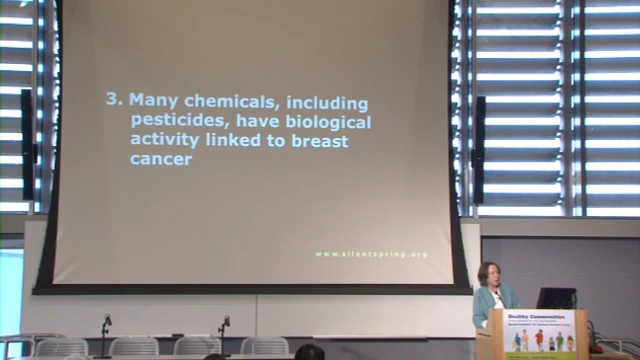 3. Many chemicals, including
pesticides, have biological
activity linked to breast
cancer
www.silentspring.org
Healthy Communities